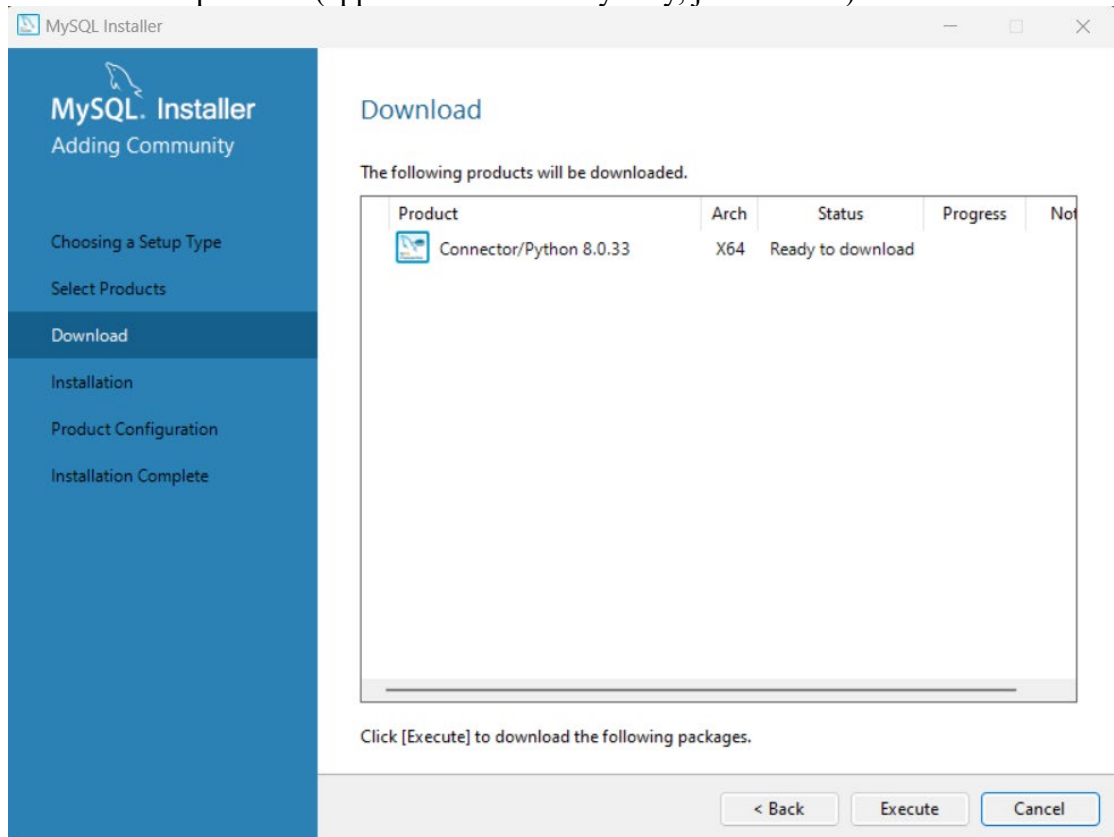 MySQL Installer
MySQL. Installer
Adding Community
Choosing a Setup Type
Select Products
Download
Installation
Product Configuration
Installation Complete
Download
The following products will be downloaded.
Product Arch Status Progress Not
Connector/Python 8.0.33 X64 Ready to download
Click [Execute] to download the following packages.
< Back Execute Cancel